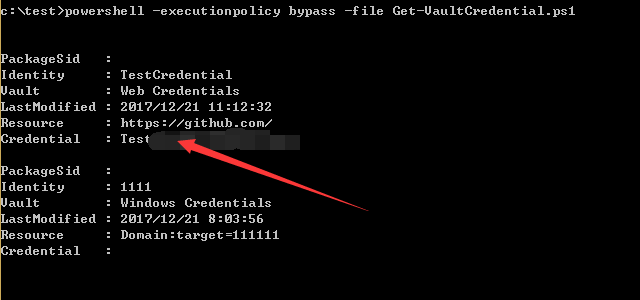 c:\test>powershell -executionpolicy bypass -file Get-VaultCredential.ps1
PackageSid :
Identity : TestCredential
Vault : Web Credentials
LastModified : 2017/12/21 11:12:32
Resource : https://github.com/
Credential : Test
PackageSid :
Identity : 1111
Vault : Windows Credentials
LastModified : 2017/12/21 8:03:56
Resource : Domain:target=111111
Credential :